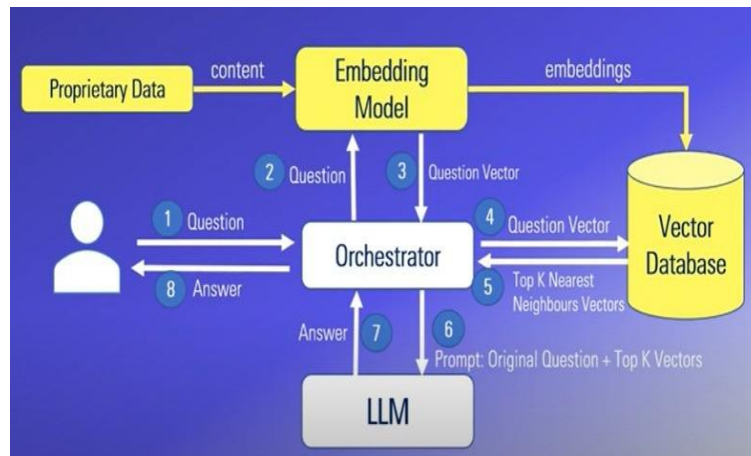 Proprietary Data
content
Embedding
Model
embeddings
2 Question
3 Question Vector
1 Question
8 Answer
Orchestrator
4 Question Vector
5 Top K Nearest
Neighbours Vectors
Vector
Database
Answer 7
6
Prompt: Original Question + Top K Vectors
LLM